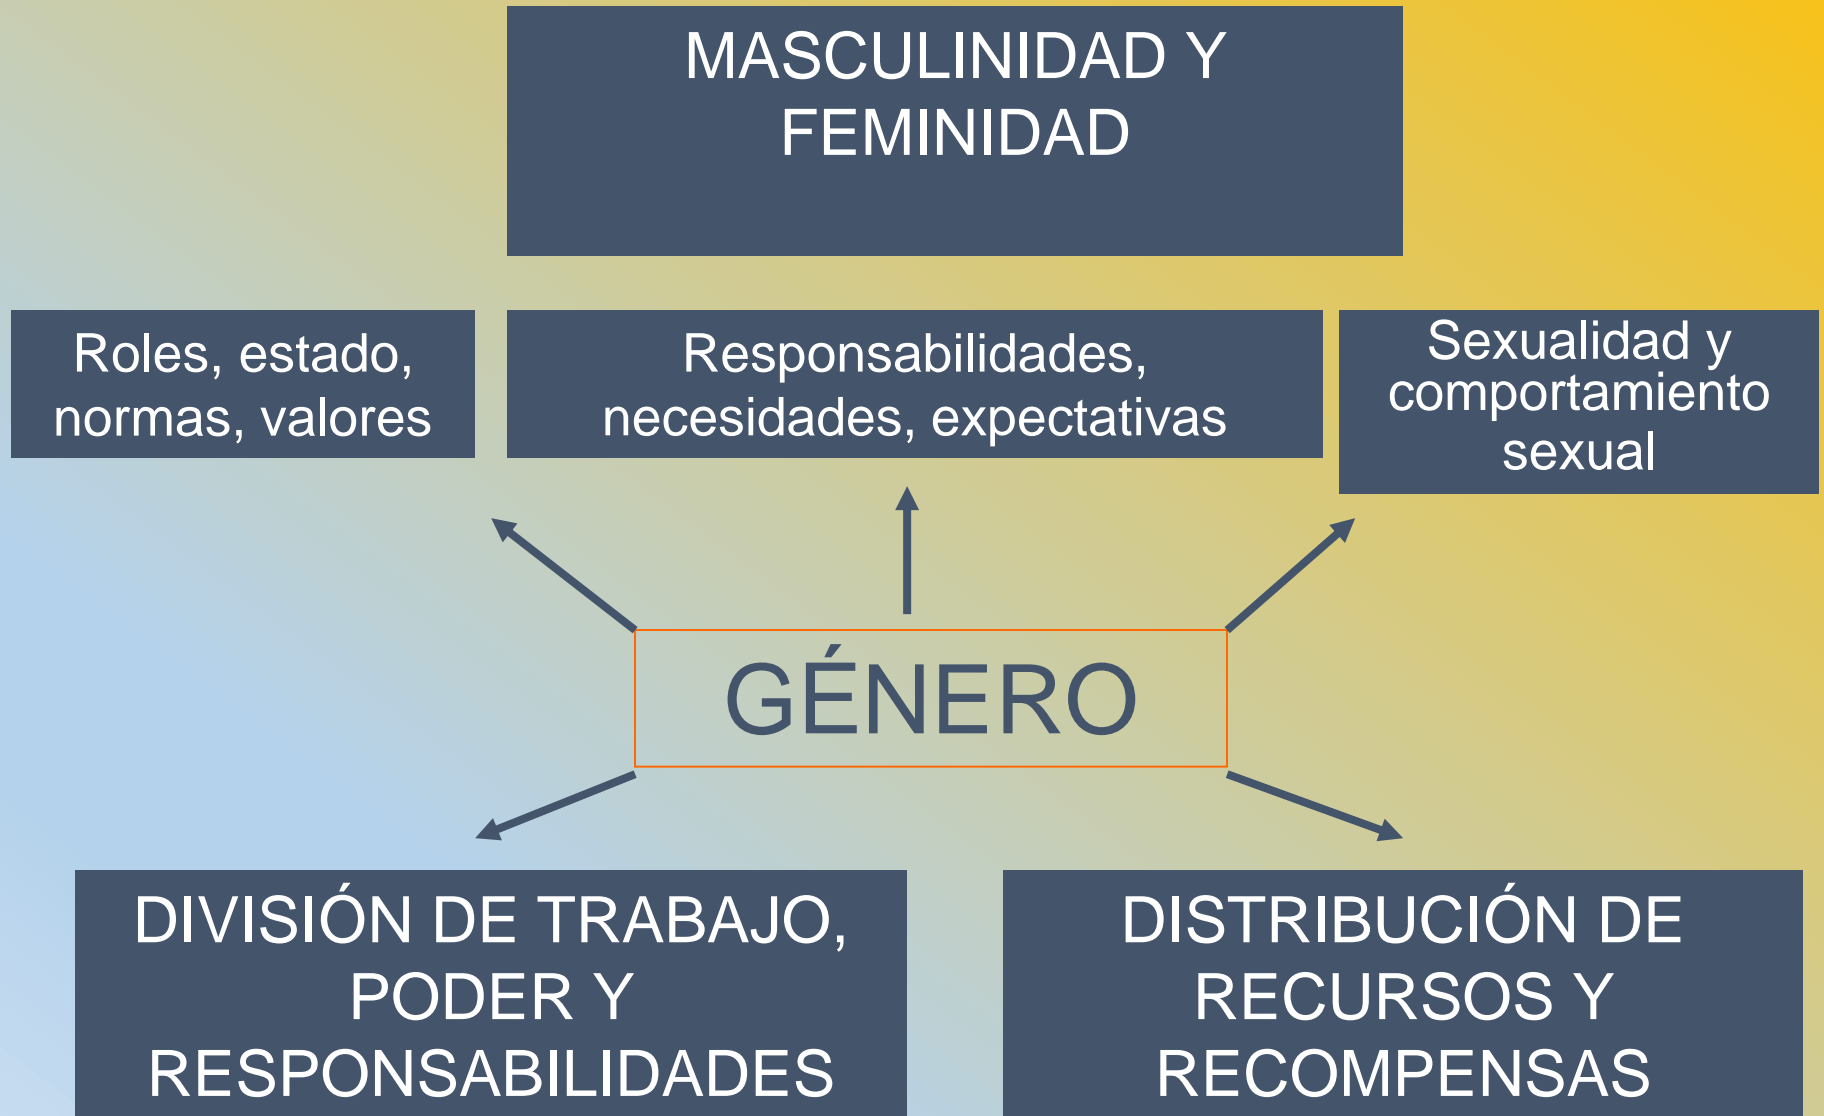 MASCULINIDAD Y
FEMINIDAD
Roles, estado,
normas, valores
Responsabilidades,
necesidades, expectativas
Sexualidad y
comportamiento
sexual
GÉNERO
DIVISIÓN DE TRABAJO,
PODER Y
RESPONSABILIDADES
DISTRIBUCIÓN DE
RECURSOS Y
RECOMPENSAS